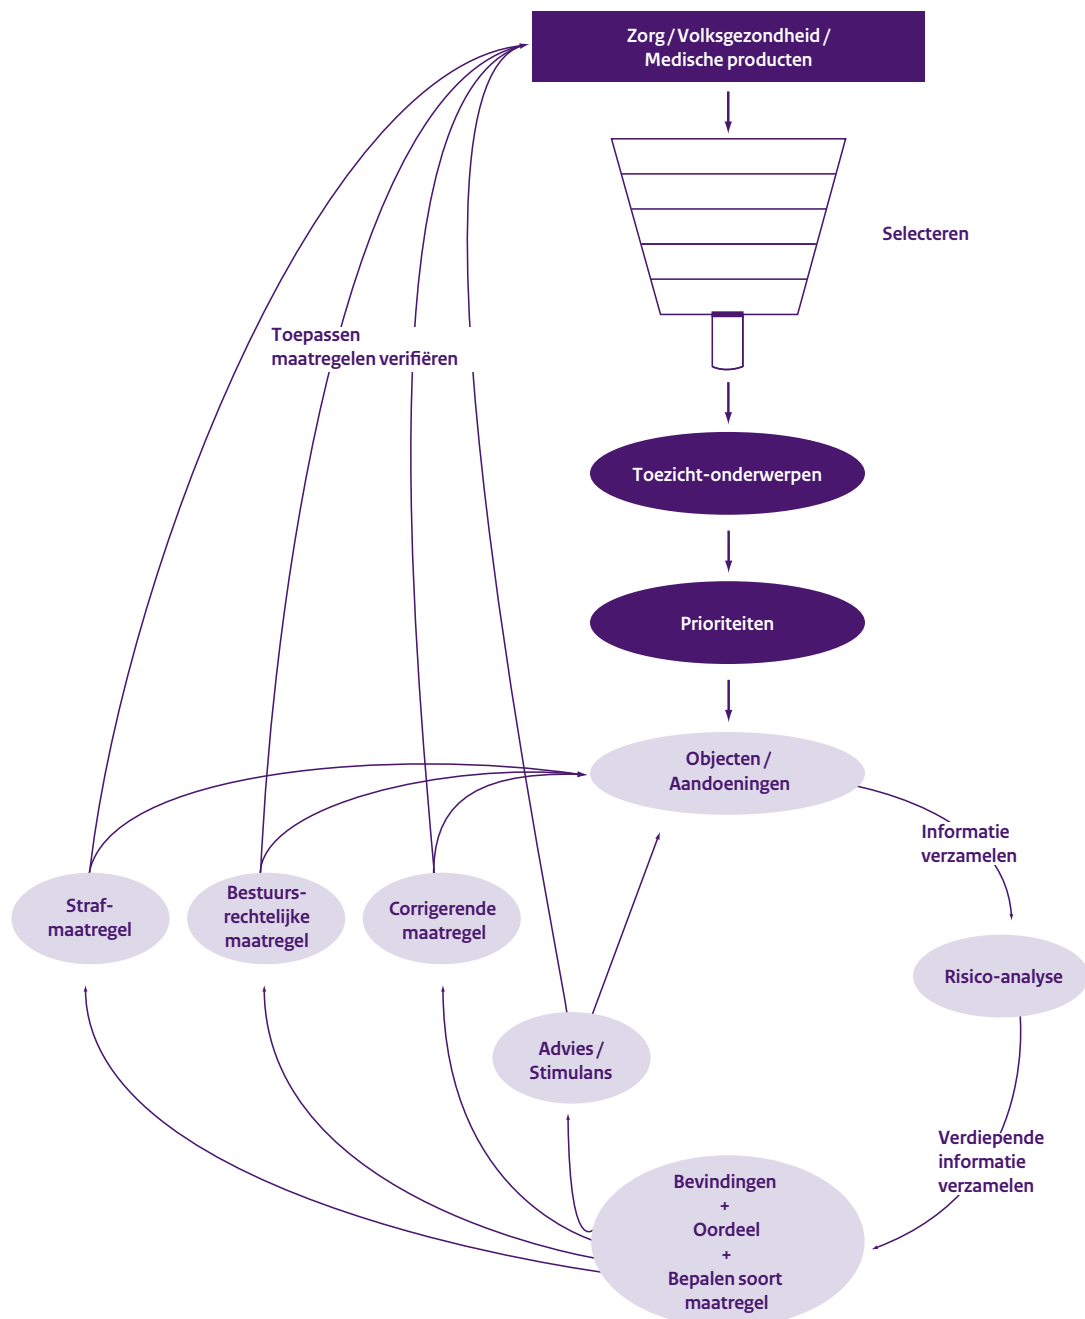 Zorg / Volksgezondheid /
Medische producten
Selecteren
Toepassen
maatregelen verifiëren
Toezicht-onderwerpen
Prioriteiten
Objecten /
Aandoeningen
Informatie
verzamelen
Straf-
maatregel
Bestuurs-
rechtelijke
maatregel
Corrigerende
maatregel
Risico-analyse
Advies /
Stimulans
Verdiepende
informatie
verzamelen
Bevindingen
+
Oordeel
+
Bepalen soort
maatregel